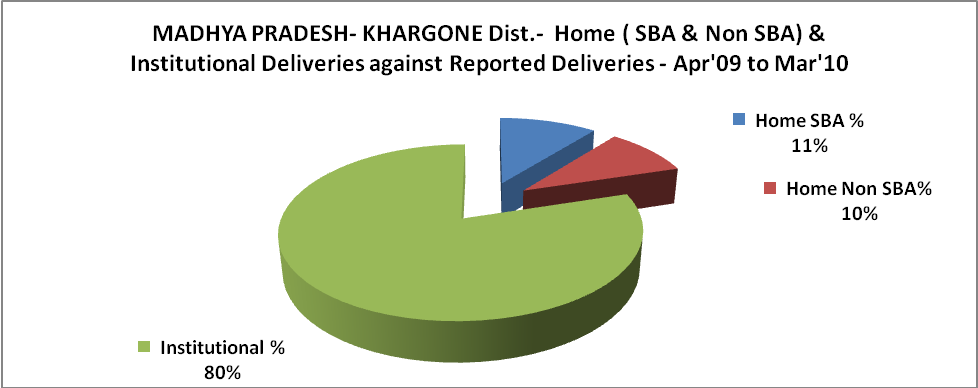 MADHYA PRADESH- KHARGONE Dist.- Home ( SBA & Non SBA) &
Institutional Deliveries against Reported Deliveries - Apr'09 to Mar'10
Home SBA %
11%
Home Non SBA%
10%
Institutional %
80%